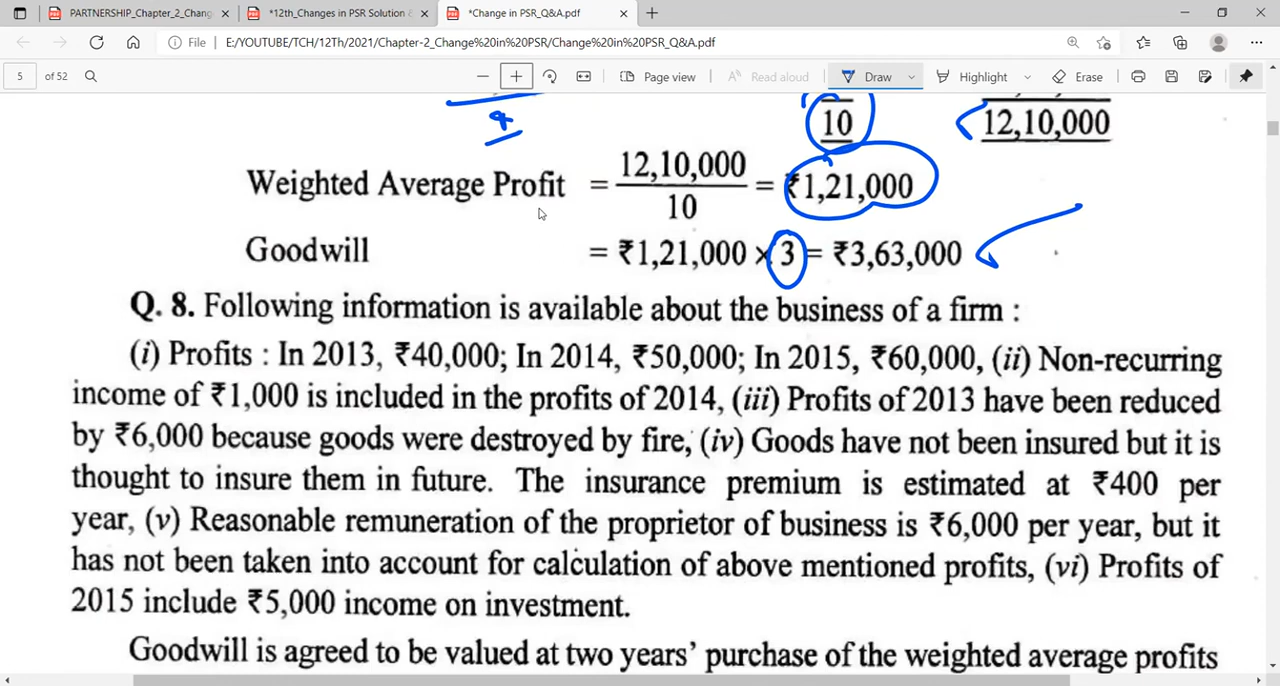 PARTNERSHIP_Chapter_2_Chang
*12th_Changes in PSR Solution &
*Change in PSR_Q&A.pdf
File E:/YOUTUBE/TCH/12Th/2021/Chapter-2_Change%20in%20PSR/Change%20in%20PSR_Q&A.pdf
5 of 52 Page view Read aloud Draw Highlight Erase
10 12,10,000
Weighted Average Profit = 12,10,000 / 10 = ₹1,21,000
Goodwill = ₹1,21,000 × 3 = ₹3,63,000
Q. 8. Following information is available about the business of a firm :
(i) Profits : In 2013, ₹40,000; In 2014, ₹50,000; In 2015, ₹60,000, (ii) Non-recurring
income of ₹1,000 is included in the profits of 2014, (iii) Profits of 2013 have been reduced
by ₹6,000 because goods were destroyed by fire, (iv) Goods have not been insured but it is
thought to insure them in future. The insurance premium is estimated at ₹400 per
year, (v) Reasonable remuneration of the proprietor of business is ₹6,000 per year, but it
has not been taken into account for calculation of above mentioned profits, (vi) Profits of
2015 include ₹5,000 income on investment.
Goodwill is agreed to be valued at two years' purchase of the weighted average profits